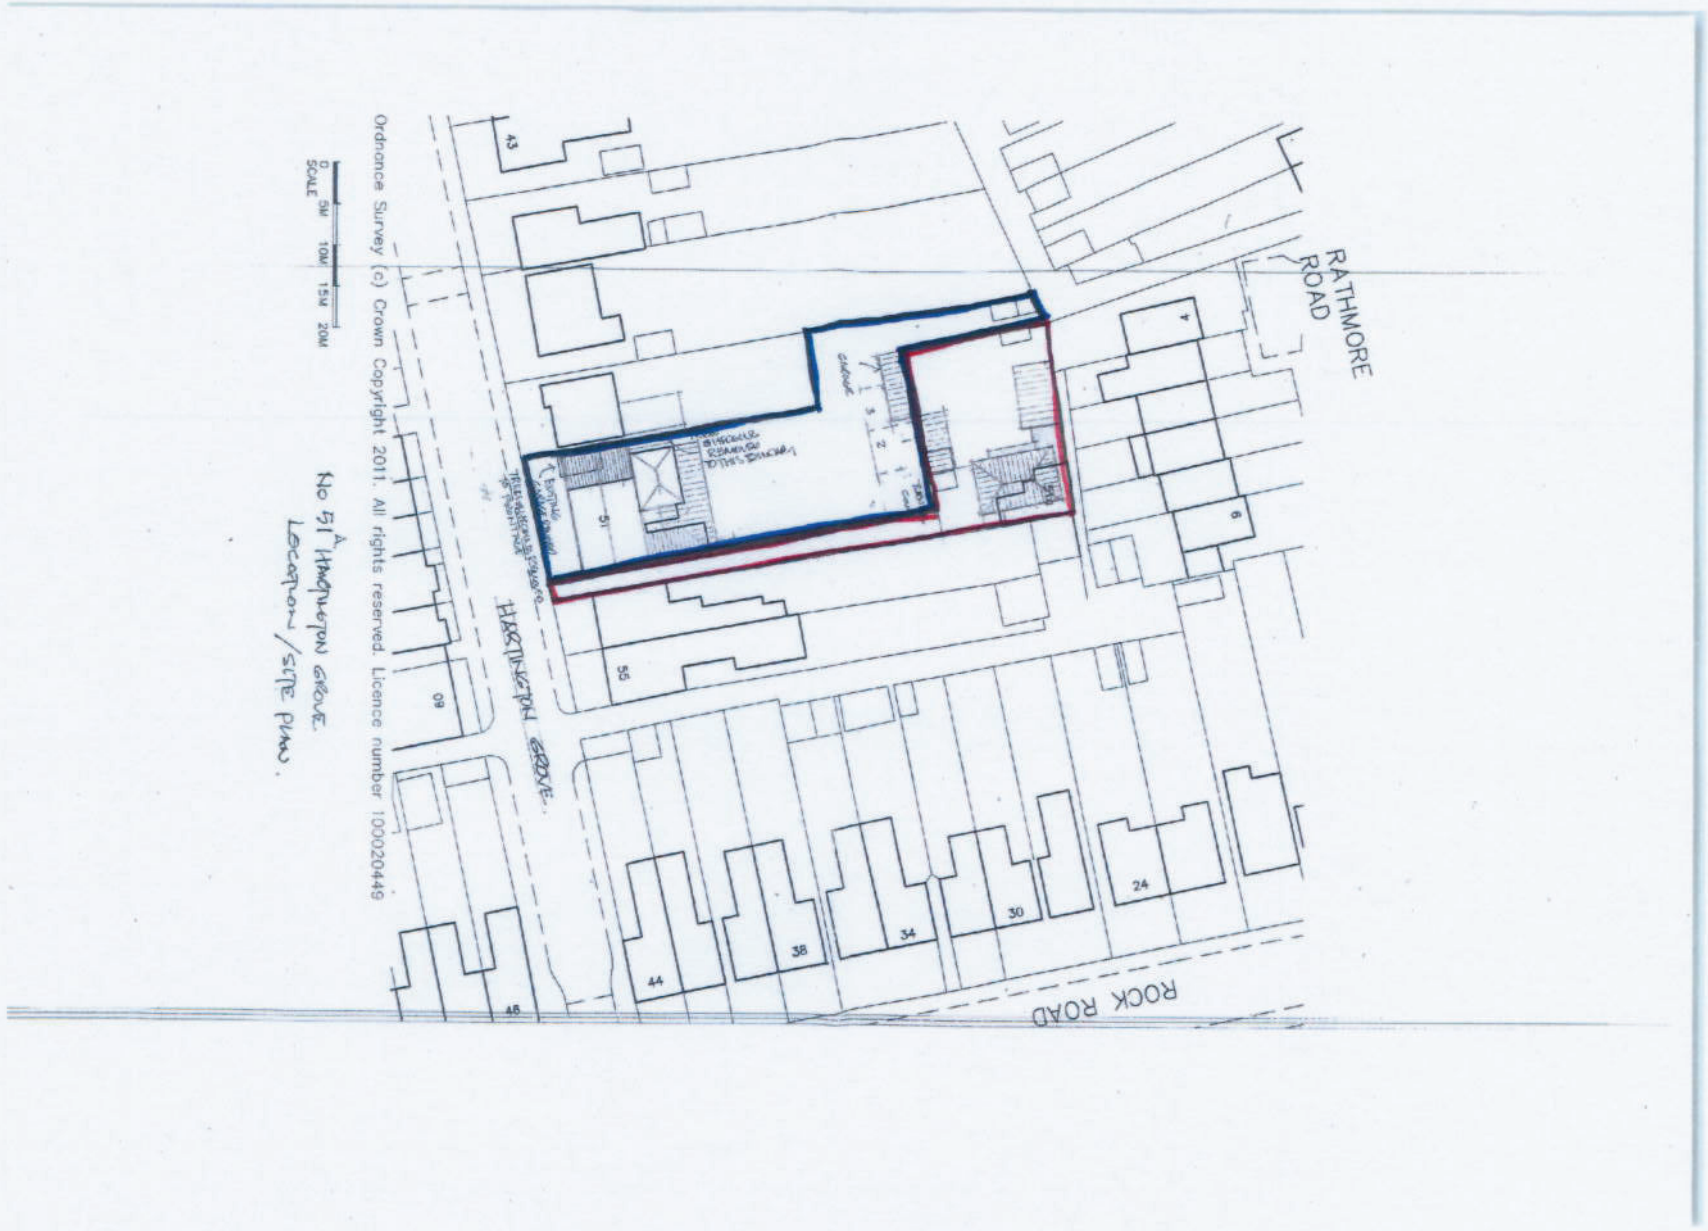 RATHMORE
ROAD
43
4
GARAGE
1
3
2
1
51
6
HARTINGTON GROVE.
55
60
24
30
34
38
44
46
ROCK ROAD
Ordnance Survey (c) Crown Copyright 2011. All rights reserved. Licence number 100020449
0 5M 10M 15M 20M
SCALE
No 51A HARTINGTON GROVE
LOCATION / SITE PLAN.